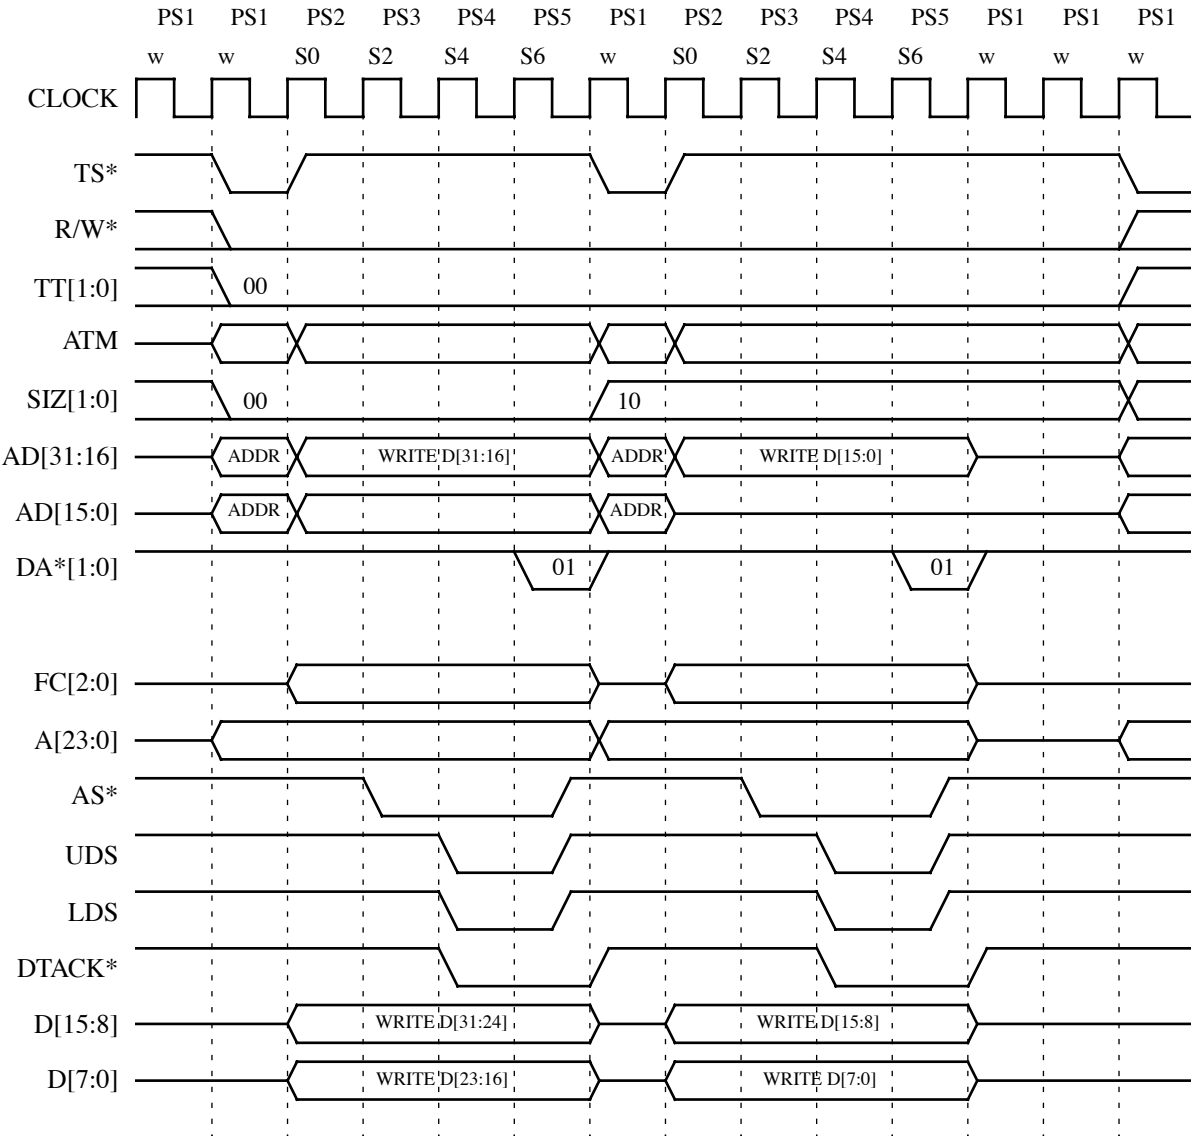 PS1 PS1 PS2 PS3 PS4 PS5 PS1 PS2 PS3 PS4 PS5 PS1 PS1 PS1
w w S0 S2 S4 S6 w S0 S2 S4 S6 w w w
CLOCK
TS*
R/W*
TT[1:0] 00
ATM
SIZ[1:0] 00 10
AD[31:16] ADDR WRITE D[31:16] ADDR WRITE D[15:0]
AD[15:0] ADDR ADDR
DA*[1:0] 01 01
FC[2:0]
A[23:0]
AS*
UDS
LDS
DTACK*
D[15:8] WRITE D[31:24] WRITE D[15:8]
D[7:0] WRITE D[23:16] WRITE D[7:0]